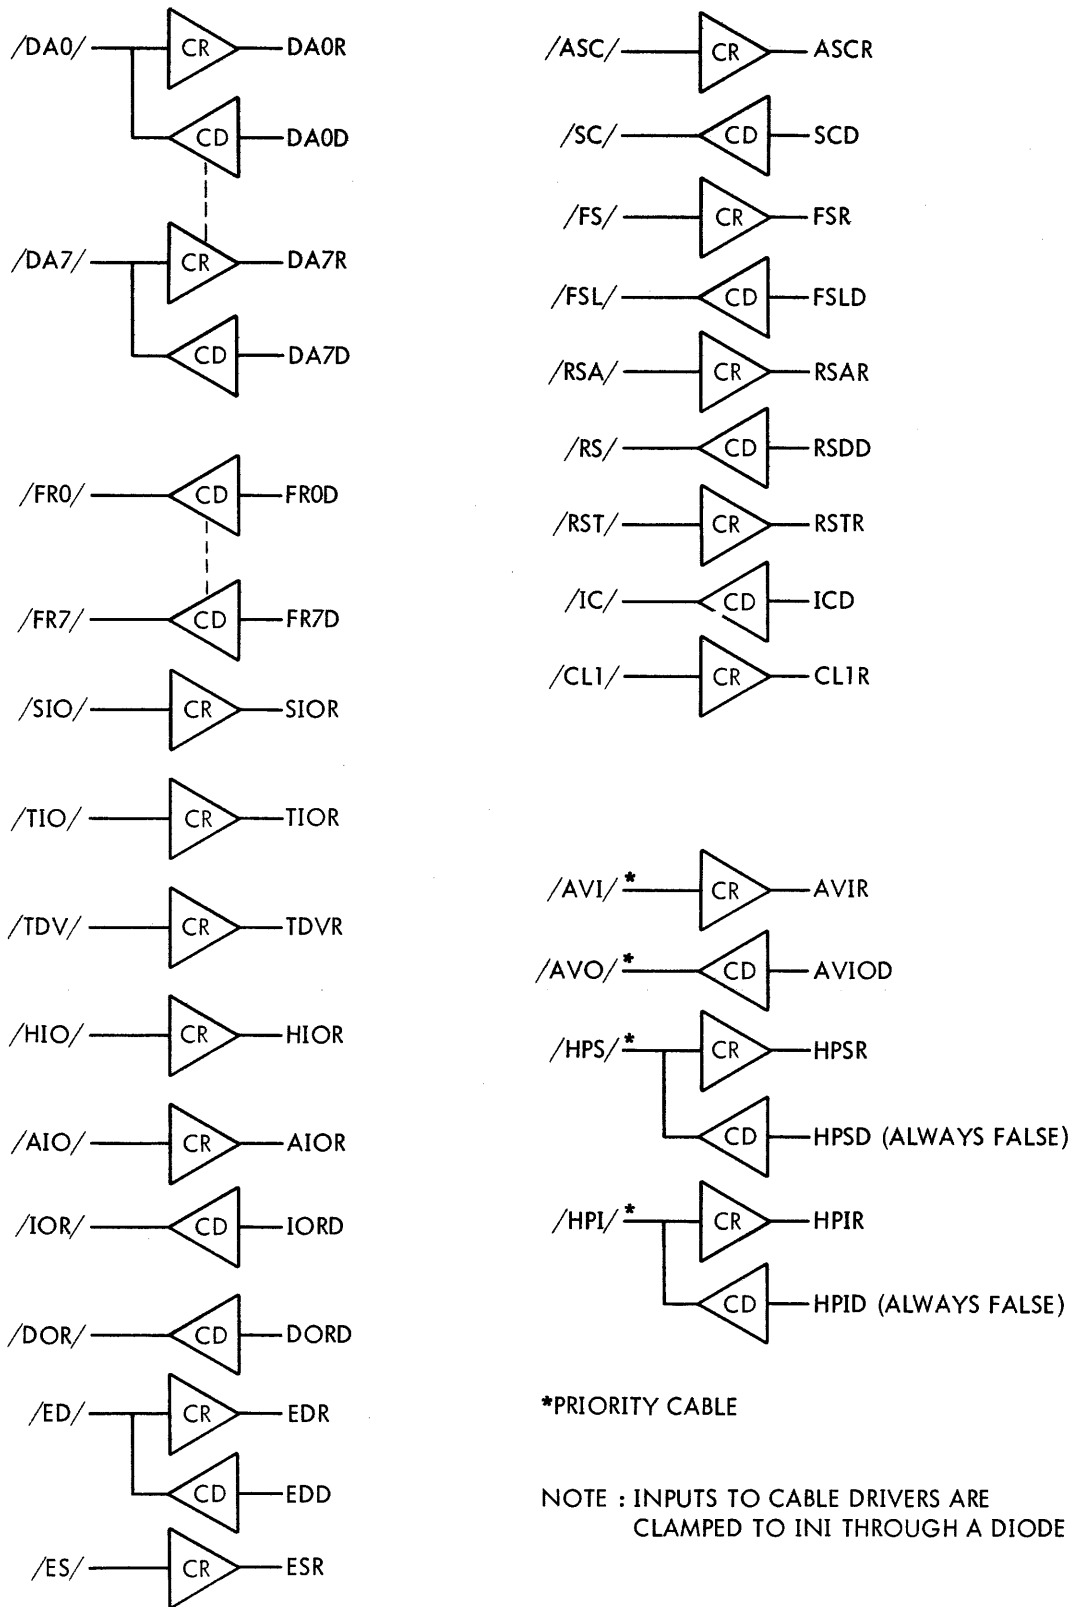 /DA0/ CR DA0R
CD DA0D
/DA7/ CR DA7R
CD DA7D
/FR0/ CD FR0D
/FR7/ CD FR7D
/SIO/ CR SIOR
/TIO/ CR TIOR
/TDV/ CR TDVR
/HIO/ CR HIOR
/AIO/ CR AIOR
/IOR/ CD IORD
/DOR/ CD DORD
/ED/ CR EDR
CD EDD
/ES/ CR ESR
/ASC/ CR ASCR
/SC/ CD SCD
/FS/ CR FSR
/FSL/ CD FSLD
/RSA/ CR RSAR
/RS/ CD RSDD
/RST/ CR RSTR
/IC/ CD ICD
/CL1/ CR CL1R
/AVI/* CR AVIR
/AVO/* CD AVIOD
/HPS/* CR HPSR
CD HPSD (ALWAYS FALSE)
/HPI/* CR HPIR
CD HPID (ALWAYS FALSE)
*PRIORITY CABLE
NOTE : INPUTS TO CABLE DRIVERS ARE
CLAMPED TO INI THROUGH A DIODE